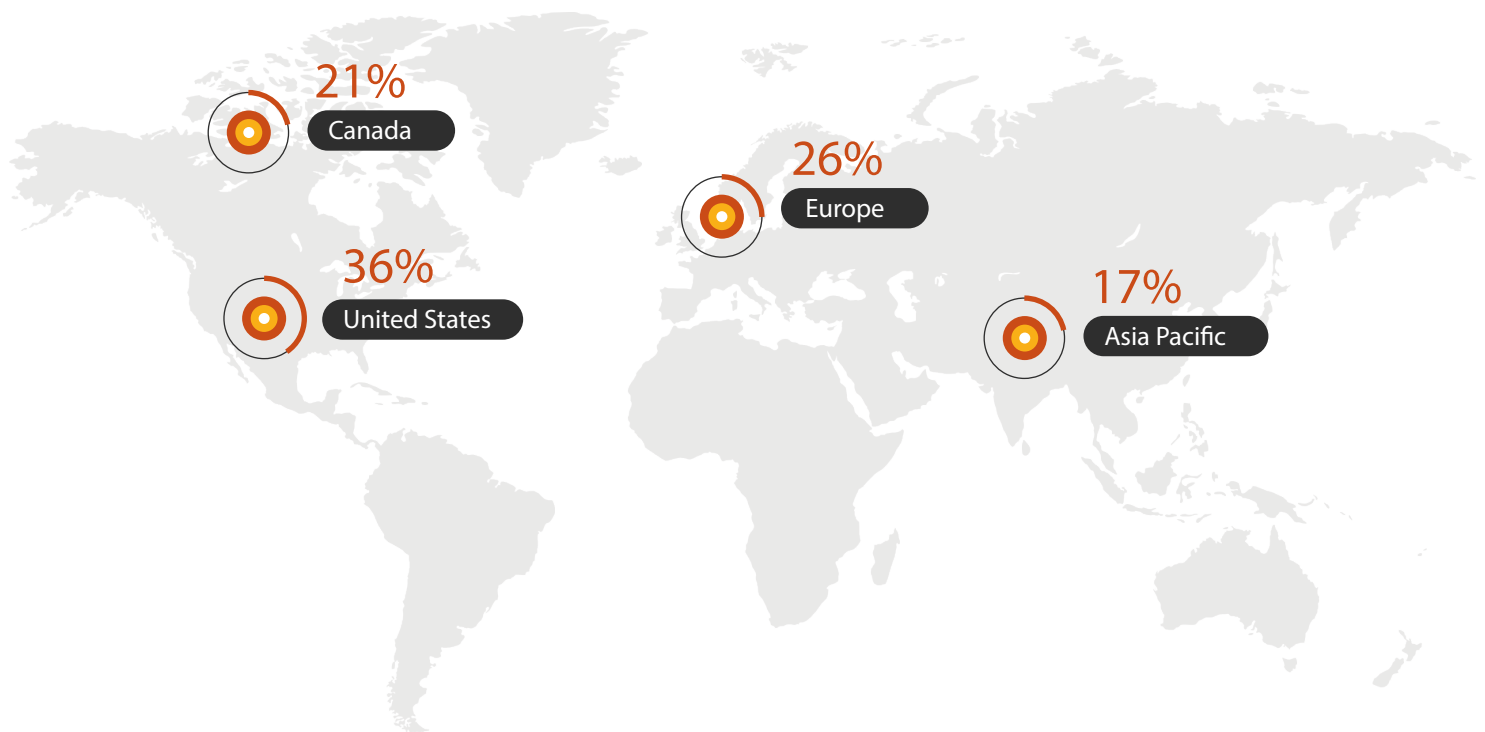 21%
Canada
26%
Europe
36%
United States
17%
Asia Pacific